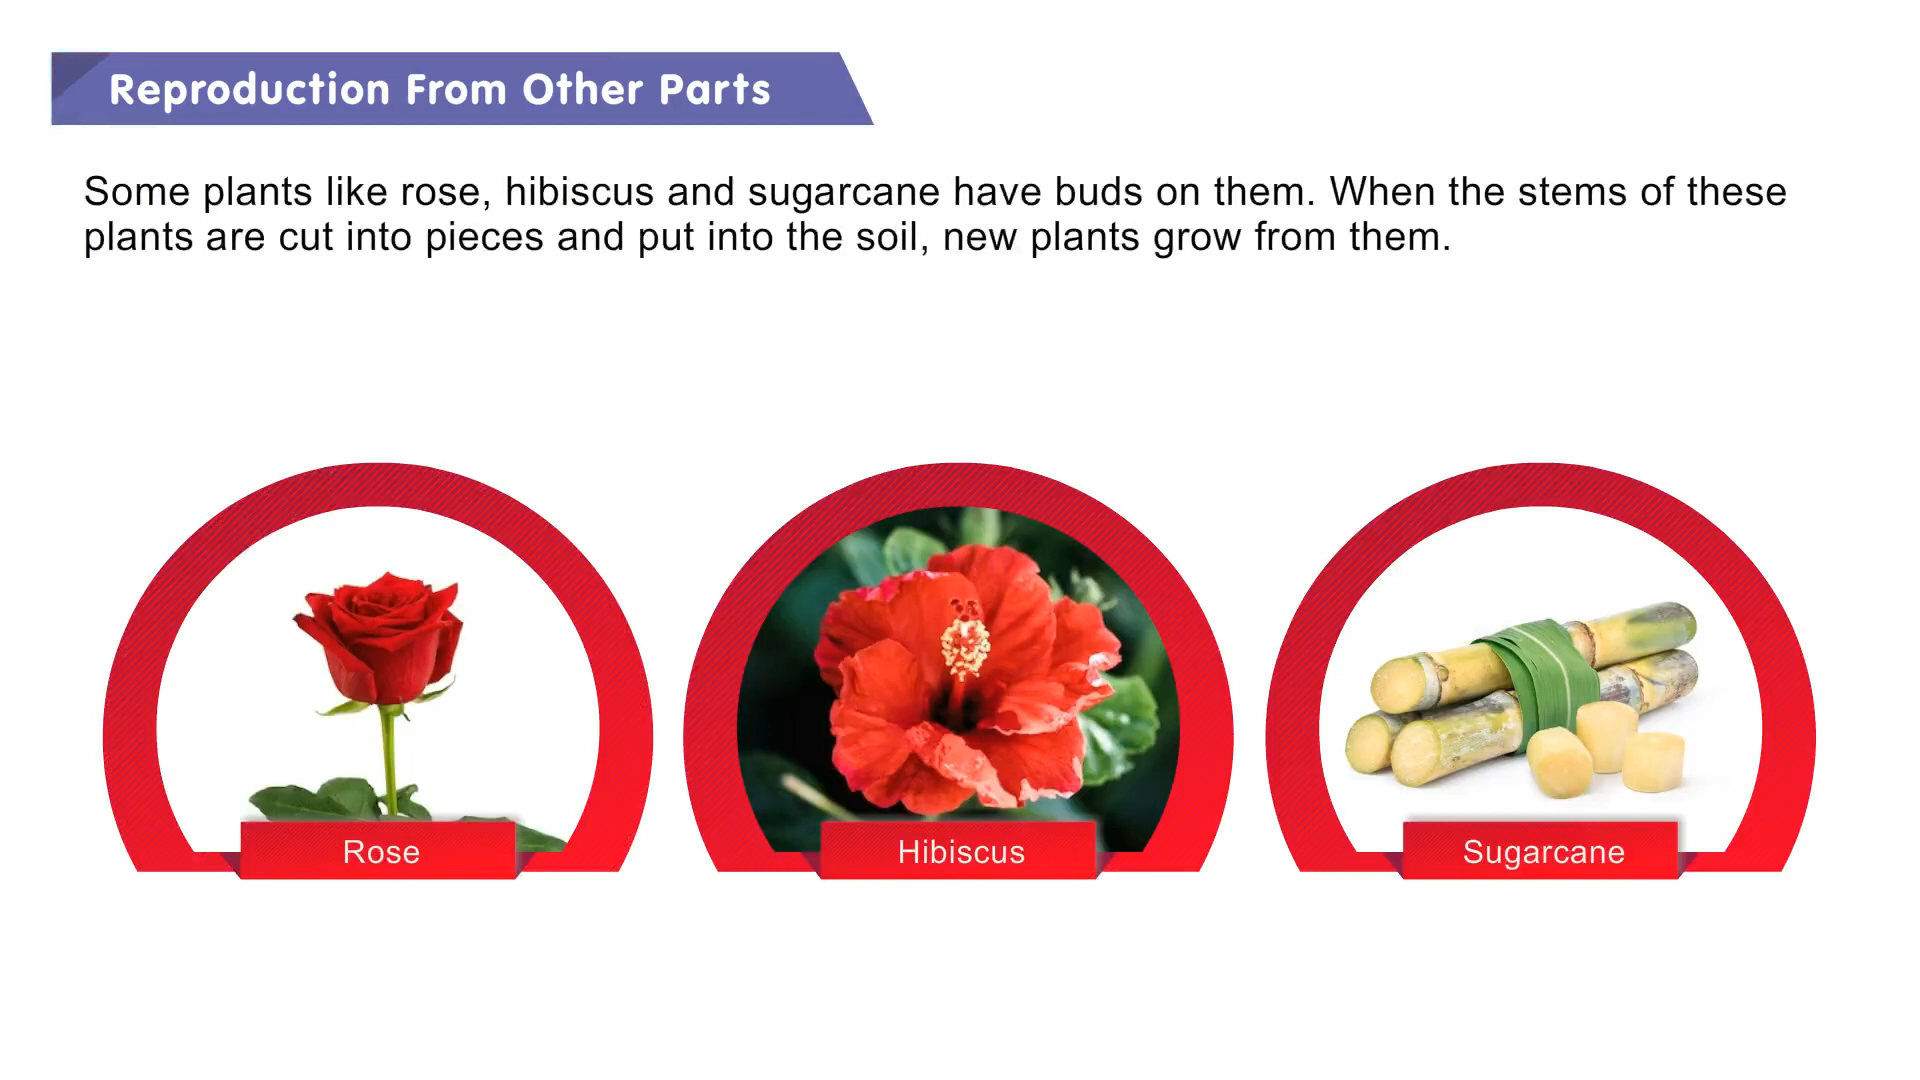 Reproduction From Other Parts
Some plants like rose, hibiscus and sugarcane have buds on them. When the stems of these
plants are cut into pieces and put into the soil, new plants grow from them.
Rose
Hibiscus
Sugarcane